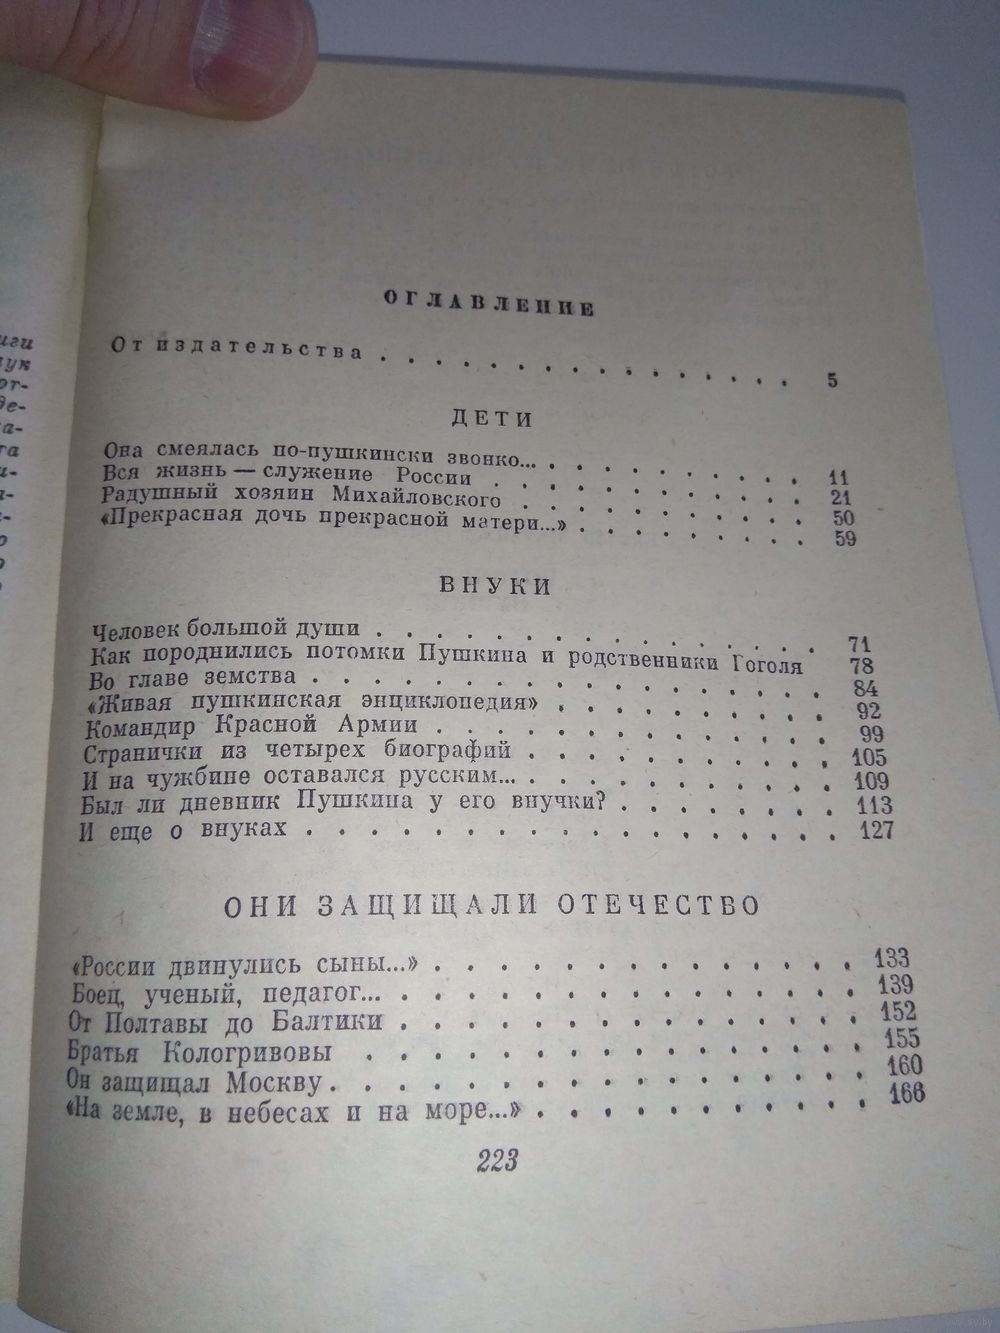 ОГЛАВЛЕНИЕ
От издательства . . . . . . . . . . . . . . . . 5
ДЕТИ
Она смеялась по-пушкински звонко... . . . . . . . . . . 11
Вся жизнь — служение России . . . . . . . . . . . . 21
Радушный хозяин Михайловского . . . . . . . . . . . 50
«Прекрасная дочь прекрасной матери...» . . . . . . . . . 59
ВНУКИ
Человек большой души . . . . . . . . . . . . . . . 71
Как породнились потомки Пушкина и родственники Гоголя 78
Во главе земства . . . . . . . . . . . . . . . . . 84
«Живая пушкинская энциклопедия» . . . . . . . . . . 92
Командир Красной Армии . . . . . . . . . . . . . . 99
Странички из четырех биографий . . . . . . . . . . . 105
И на чужбине оставался русским... . . . . . . . . . . . 109
Был ли дневник Пушкина у его внучки? . . . . . . . . 113
И еще о внуках . . . . . . . . . . . . . . . . . . 127
ОНИ ЗАЩИЩАЛИ ОТЕЧЕСТВО
«России двинулись сыны...» . . . . . . . . . . . . . 133
Боец, ученый, педагог... . . . . . . . . . . . . . . . 139
От Полтавы до Балтики . . . . . . . . . . . . . . . 152
Братья Кологривовы . . . . . . . . . . . . . . . . 155
Он защищал Москву . . . . . . . . . . . . . . . . . 160
«На земле, в небесах и на море...» . . . . . . . . . . . 166
223